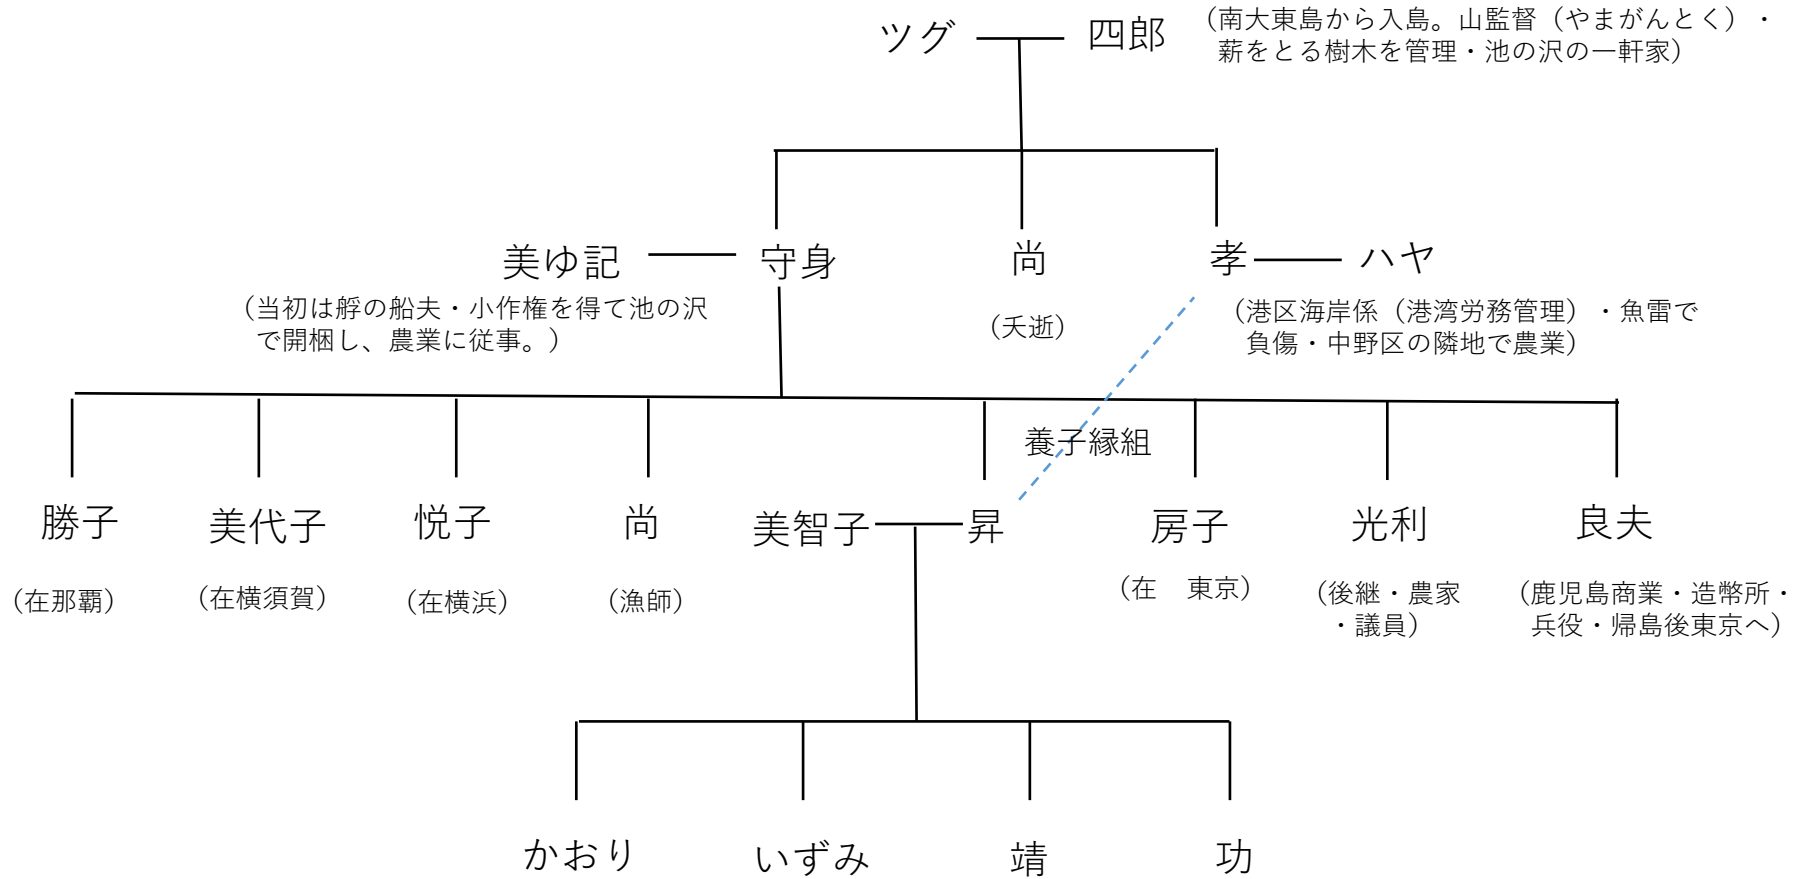 ツグ
四郎
（南大東島から入島。山監督（やまがんとく）・
薪をとる樹木を管理・池の沢の一軒家）
美ゆ記
守身
尚
孝
ハヤ
（当初は艀の船夫・小作権を得て池の沢
で開梱し、農業に従事。）
（夭逝）
（港区海岸係（港湾労務管理）・魚雷で
負傷・中野区の隣地で農業）
養子縁組
勝子
美代子
悦子
尚
美智子
昇
房子
光利
良夫
（在那覇）
（在横須賀）
（在横浜）
（漁師）
（在　東京）
（後継・農家
・議員）
（鹿児島商業・造幣所・
兵役・帰島後東京へ）
かおり
いずみ
靖
功